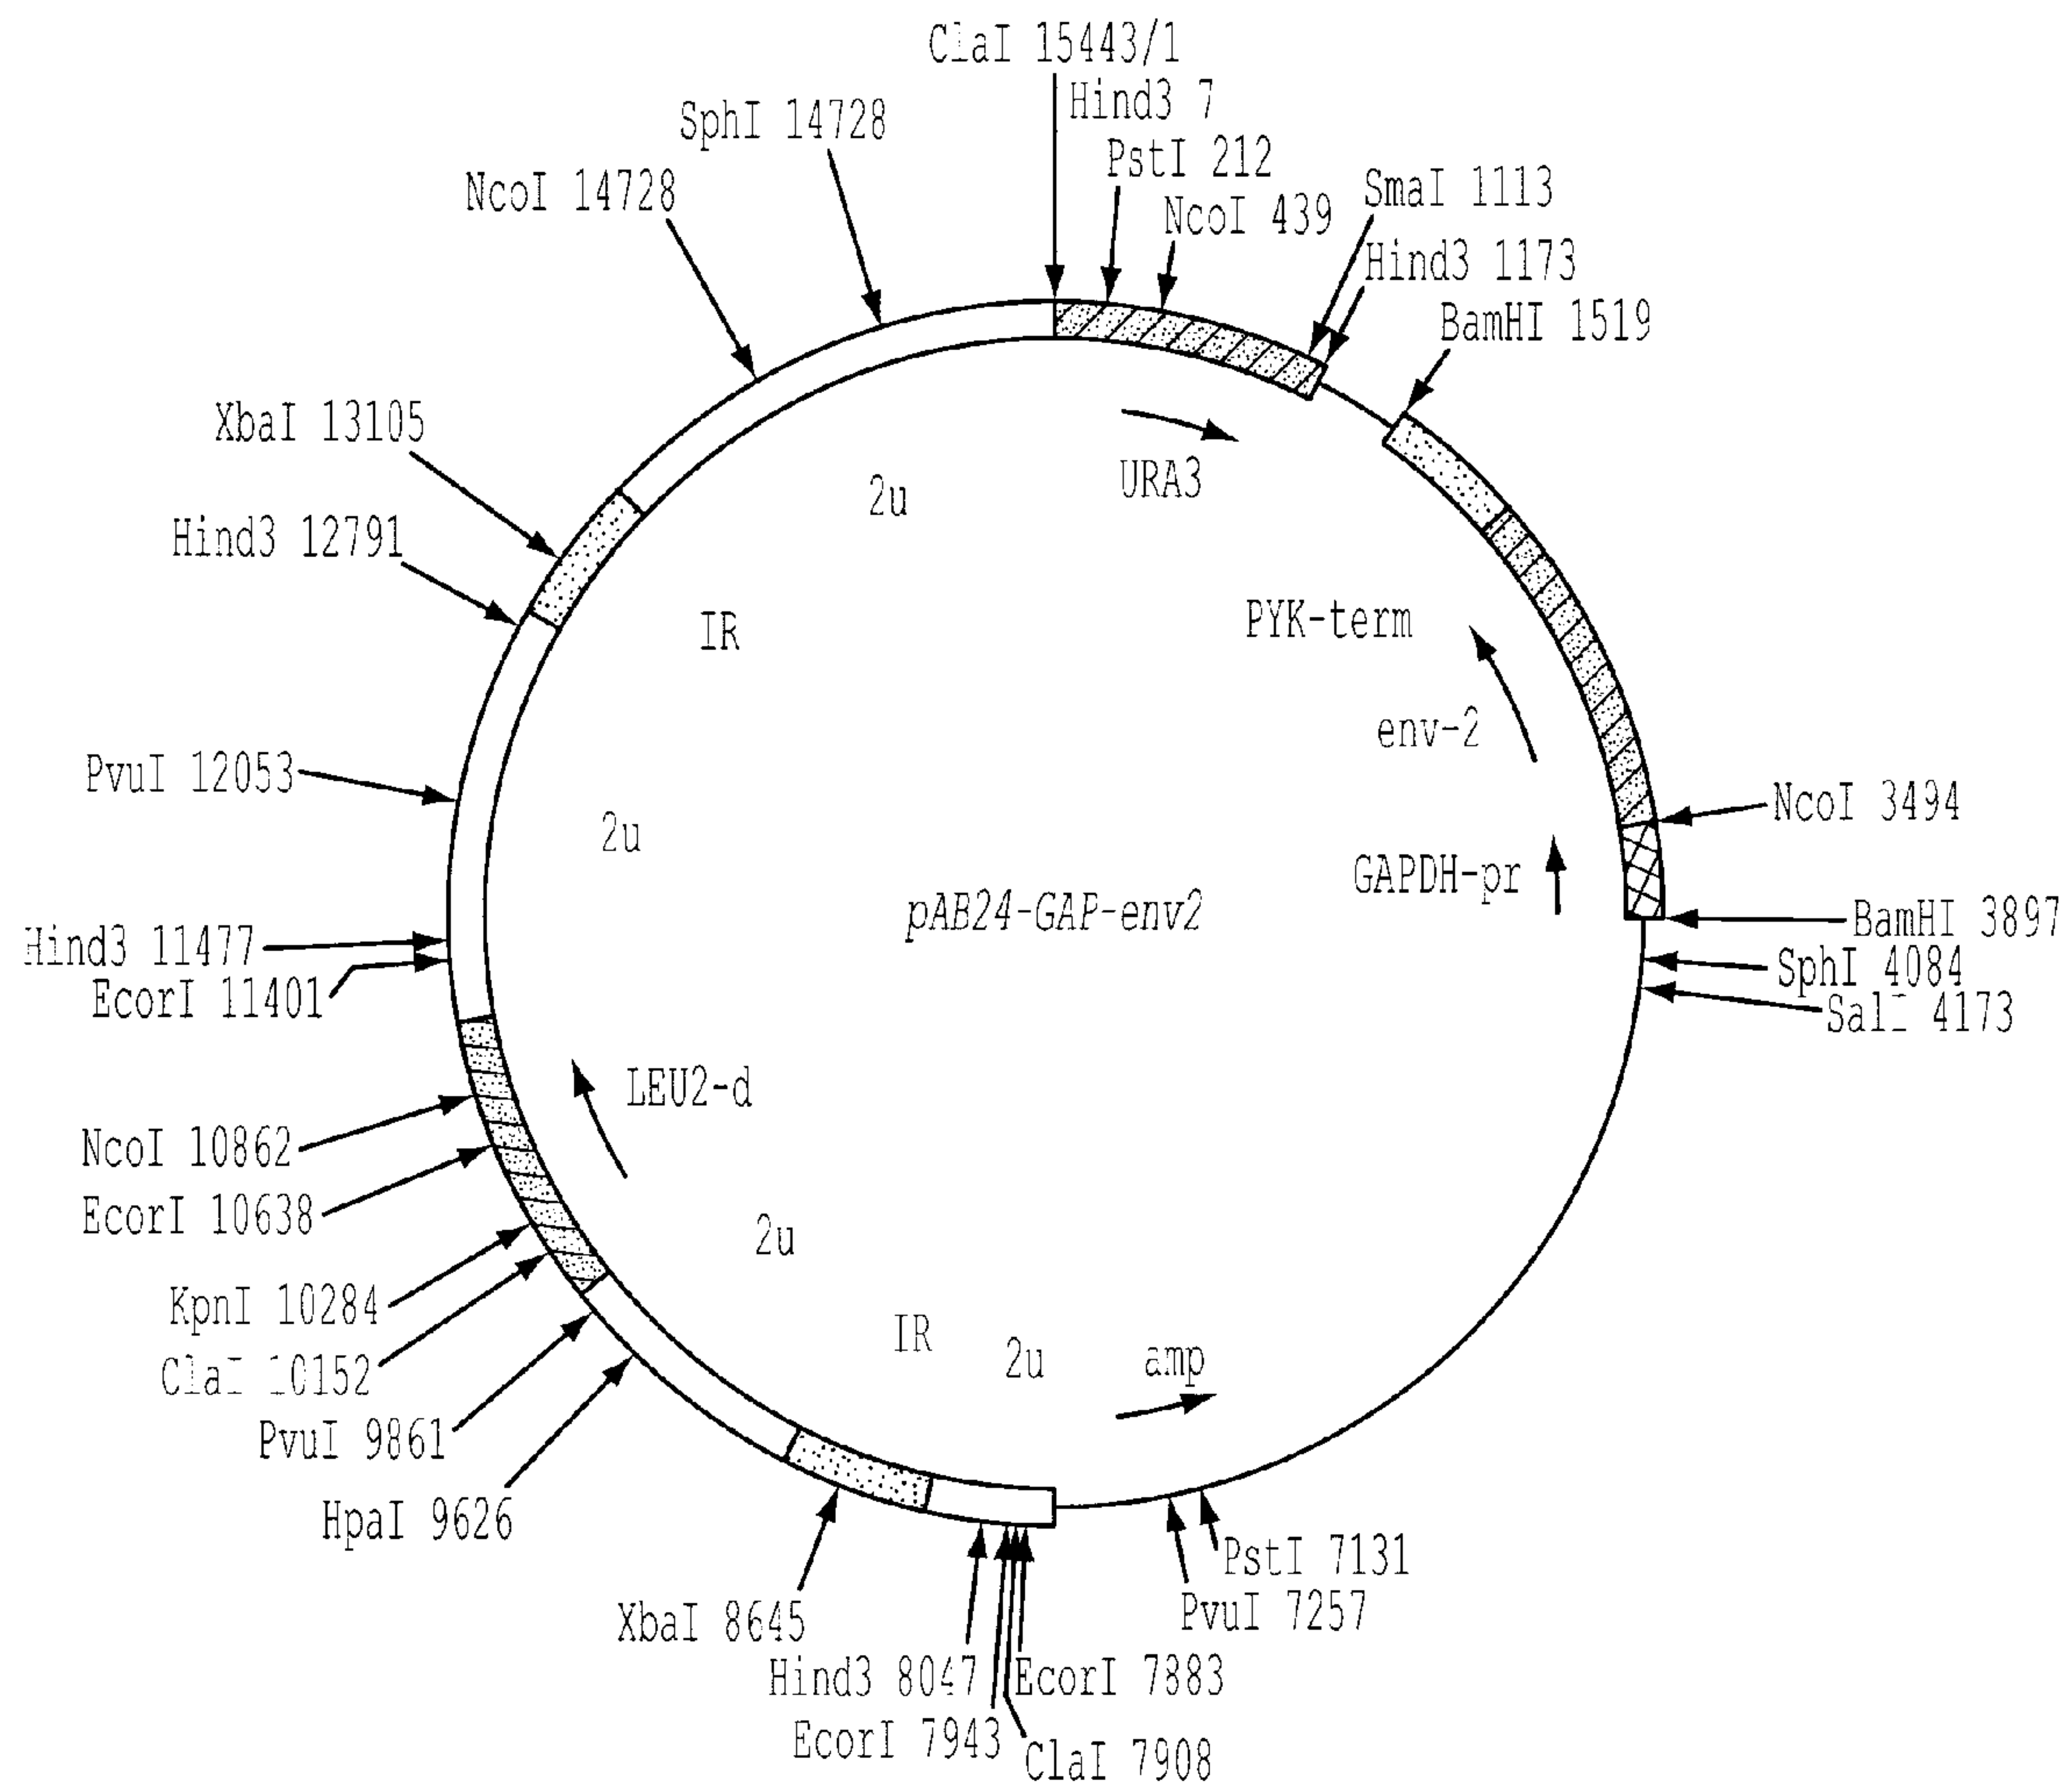 ClaI 15443/1
Hind3 7
SphI 14728
PstI 212
NcoI 14728
SmaI 1113
NcoI 439
Hind3 1173
BamHI 1519
XbaI 13105
2u
URA3
Hind3 12791
IR
PYK-term
env-2
PvuI 12053
2u
NcoI 3494
GAPDH-pr
pAB24-GAP-env2
BamHI 3897
Hind3 11477
SphI 4084
EcorI 11401
SalI 4173
LEU2-d
NcoI 10862
EcorI 10638
2u
KpnI 10284
IR
2u
amp
ClaI 10152
PvuI 9861
HpaI 9626
PstI 7131
PvuI 7257
XbaI 8645
Hind3 8047
EcorI 7883
EcorI 7943
ClaI 7908